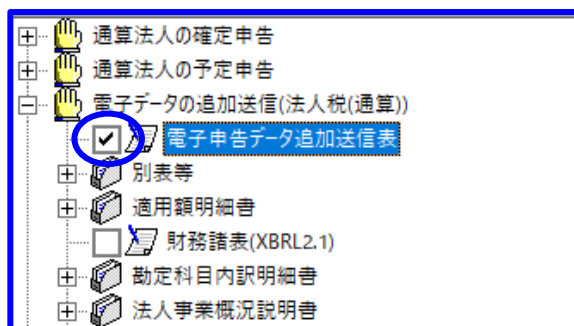 通算法人の確定申告
通算法人の予定申告
電子データの追加送信(法人税(通算))
電子申告データ追加送信表
別表等
適用額明細書
財務諸表(XBRL2.1)
勘定科目内訳明細書
法人事業概況説明書